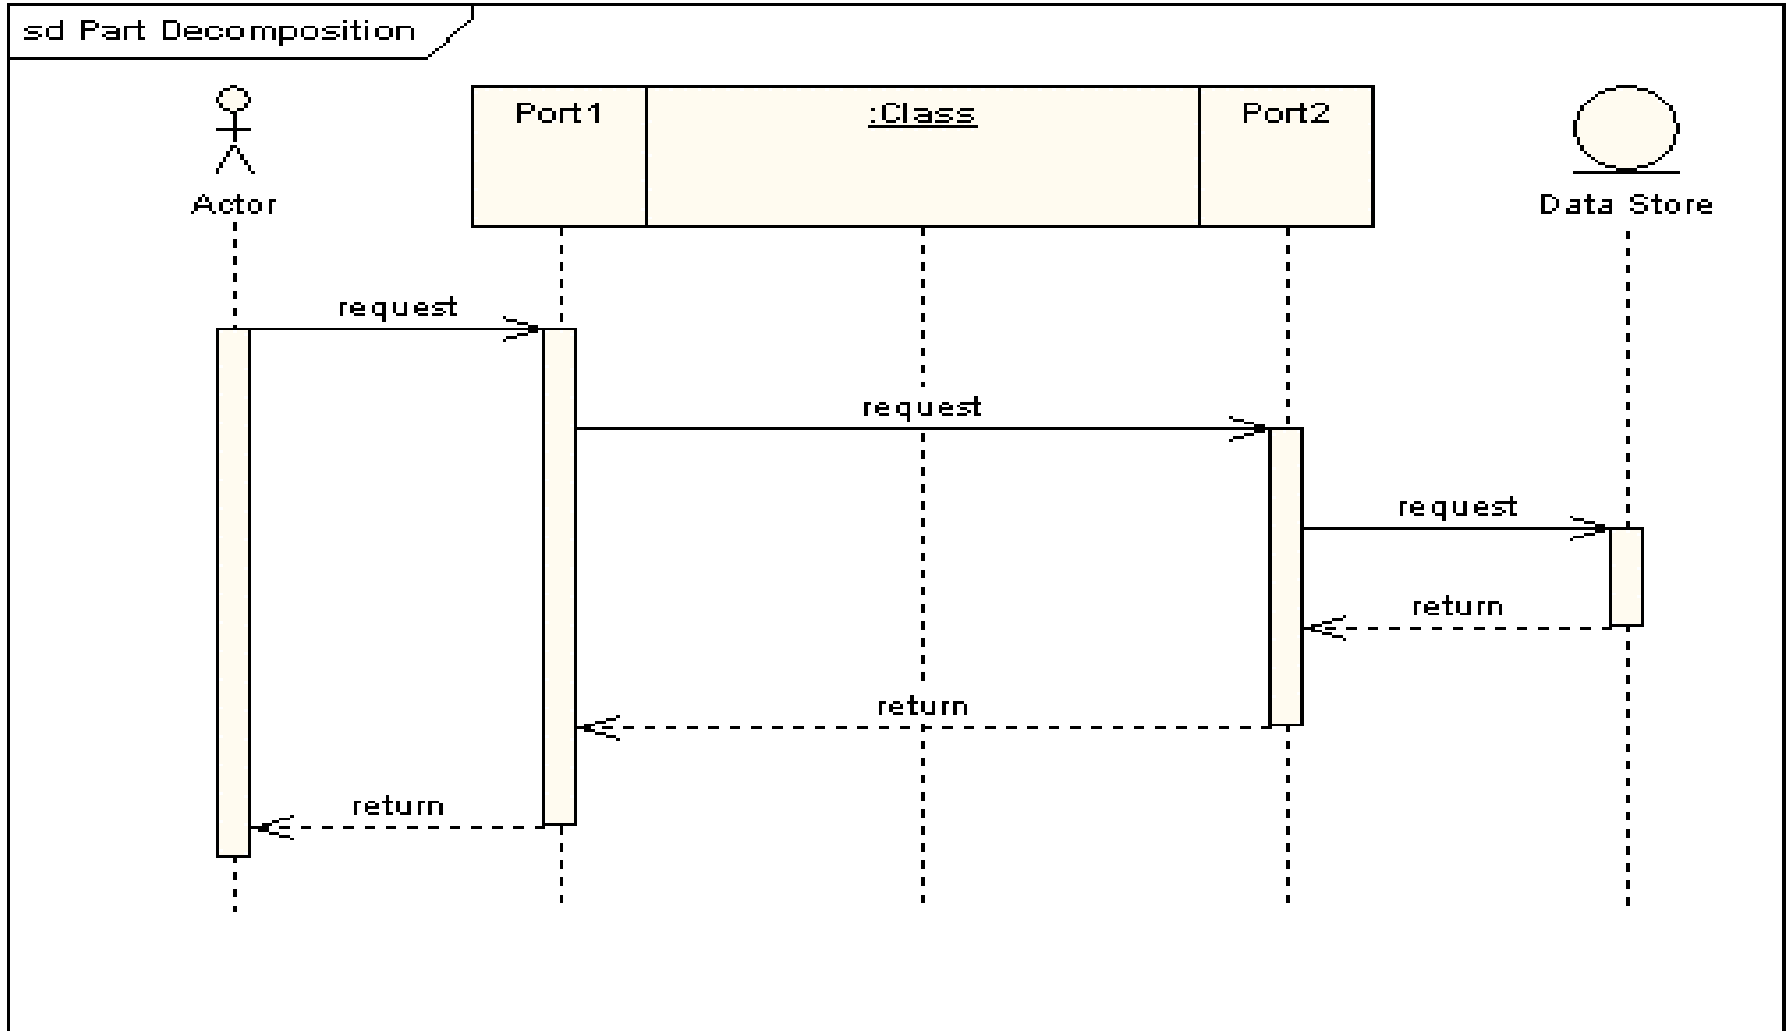 sd Part Decomposition
Port1
:Class
Port2
Actor
Data Store
request
request
request
return
return
return